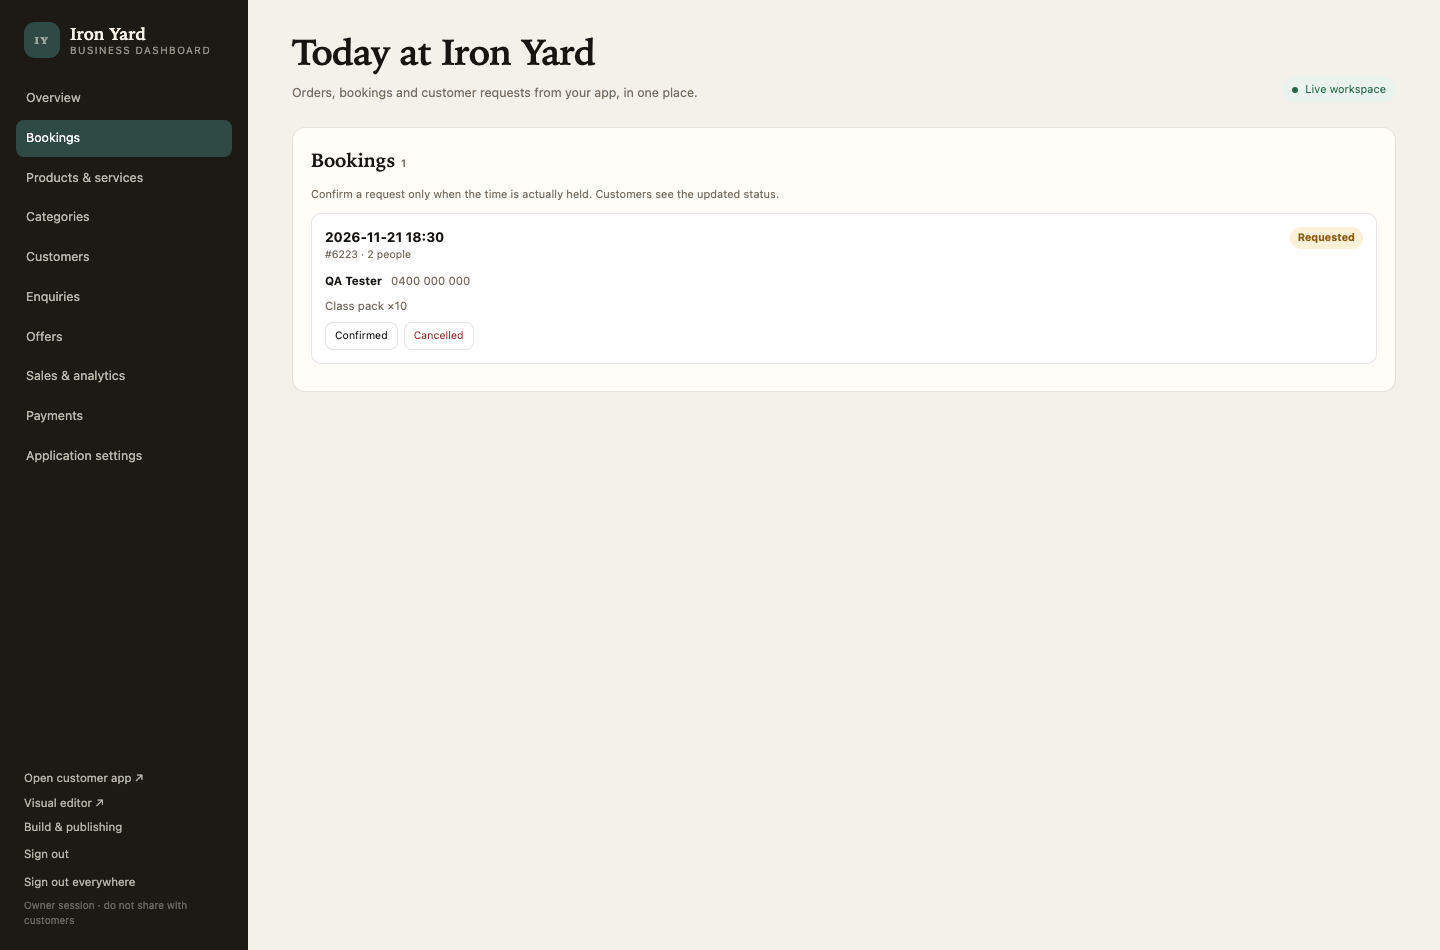 IY
Iron Yard
BUSINESS DASHBOARD
Overview
Bookings
Products & services
Categories
Customers
Enquiries
Offers
Sales & analytics
Payments
Application settings
Open customer app ↗
Visual editor ↗
Build & publishing
Sign out
Sign out everywhere
Owner session · do not share with
customers
Today at Iron Yard
Orders, bookings and customer requests from your app, in one place.
Live workspace
Bookings 1
Confirm a request only when the time is actually held. Customers see the updated status.
2026-11-21 18:30
Requested
#6223 · 2 people
QA Tester 0400 000 000
Class pack ×10
Confirmed Cancelled